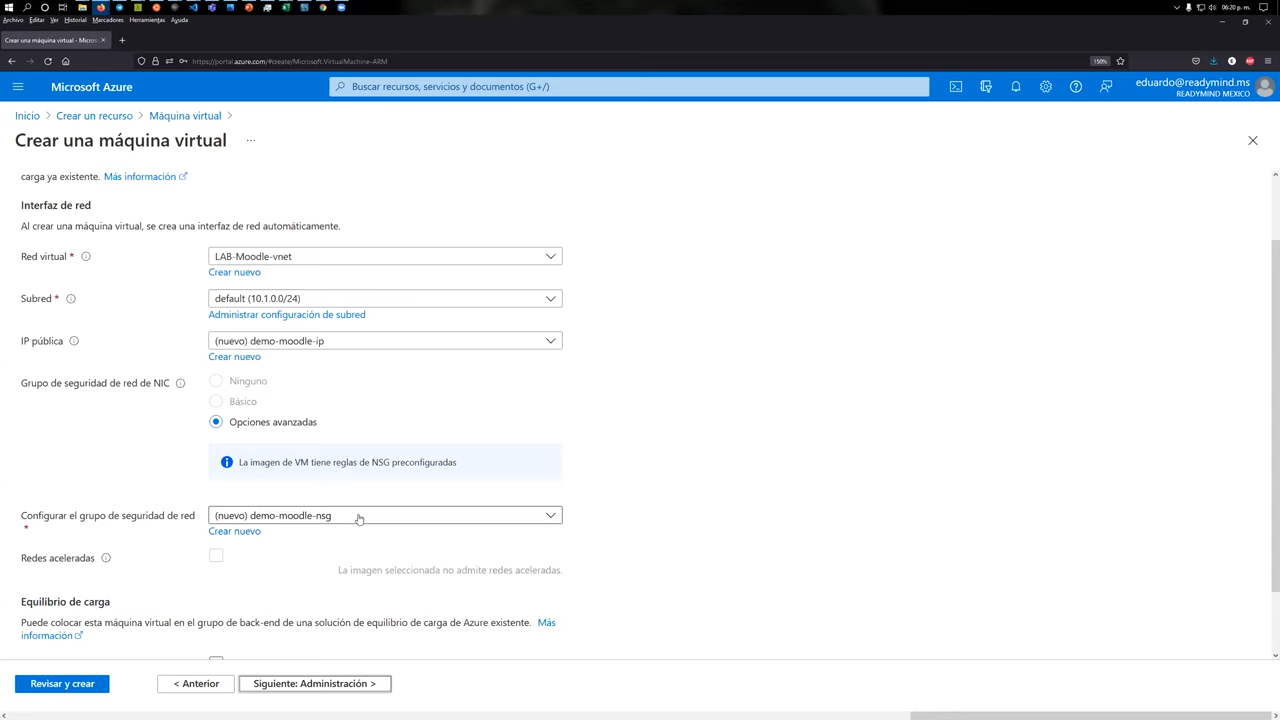 06:20 p. m.
Archivo Editar Ver Historial Marcadores Herramientas Ayuda
Crear una máquina virtual - Micros
https://portal.azure.com/#create/Microsoft.VirtualMachine-ARM
150%
Microsoft Azure
Buscar recursos, servicios y documentos (G+/)
eduardo@readymind.ms
READYMIND MEXICO
Inicio > Crear un recurso > Máquina virtual >
Crear una máquina virtual ...
carga ya existente. Más información
Interfaz de red
Al crear una máquina virtual, se crea una interfaz de red automáticamente.
Red virtual *
LAB-Moodle-vnet
Crear nuevo
Subred *
default (10.1.0.0/24)
Administrar configuración de subred
IP pública
(nuevo) demo-moodle-ip
Crear nuevo
Grupo de seguridad de red de NIC
Ninguno
Básico
Opciones avanzadas
La imagen de VM tiene reglas de NSG preconfiguradas
Configurar el grupo de seguridad de red *
(nuevo) demo-moodle-nsg
Crear nuevo
Redes aceleradas
La imagen seleccionada no admite redes aceleradas.
Equilibrio de carga
Puede colocar esta máquina virtual en el grupo de back-end de una solución de equilibrio de carga de Azure existente. Más
información
Revisar y crear
< Anterior
Siguiente: Administración >